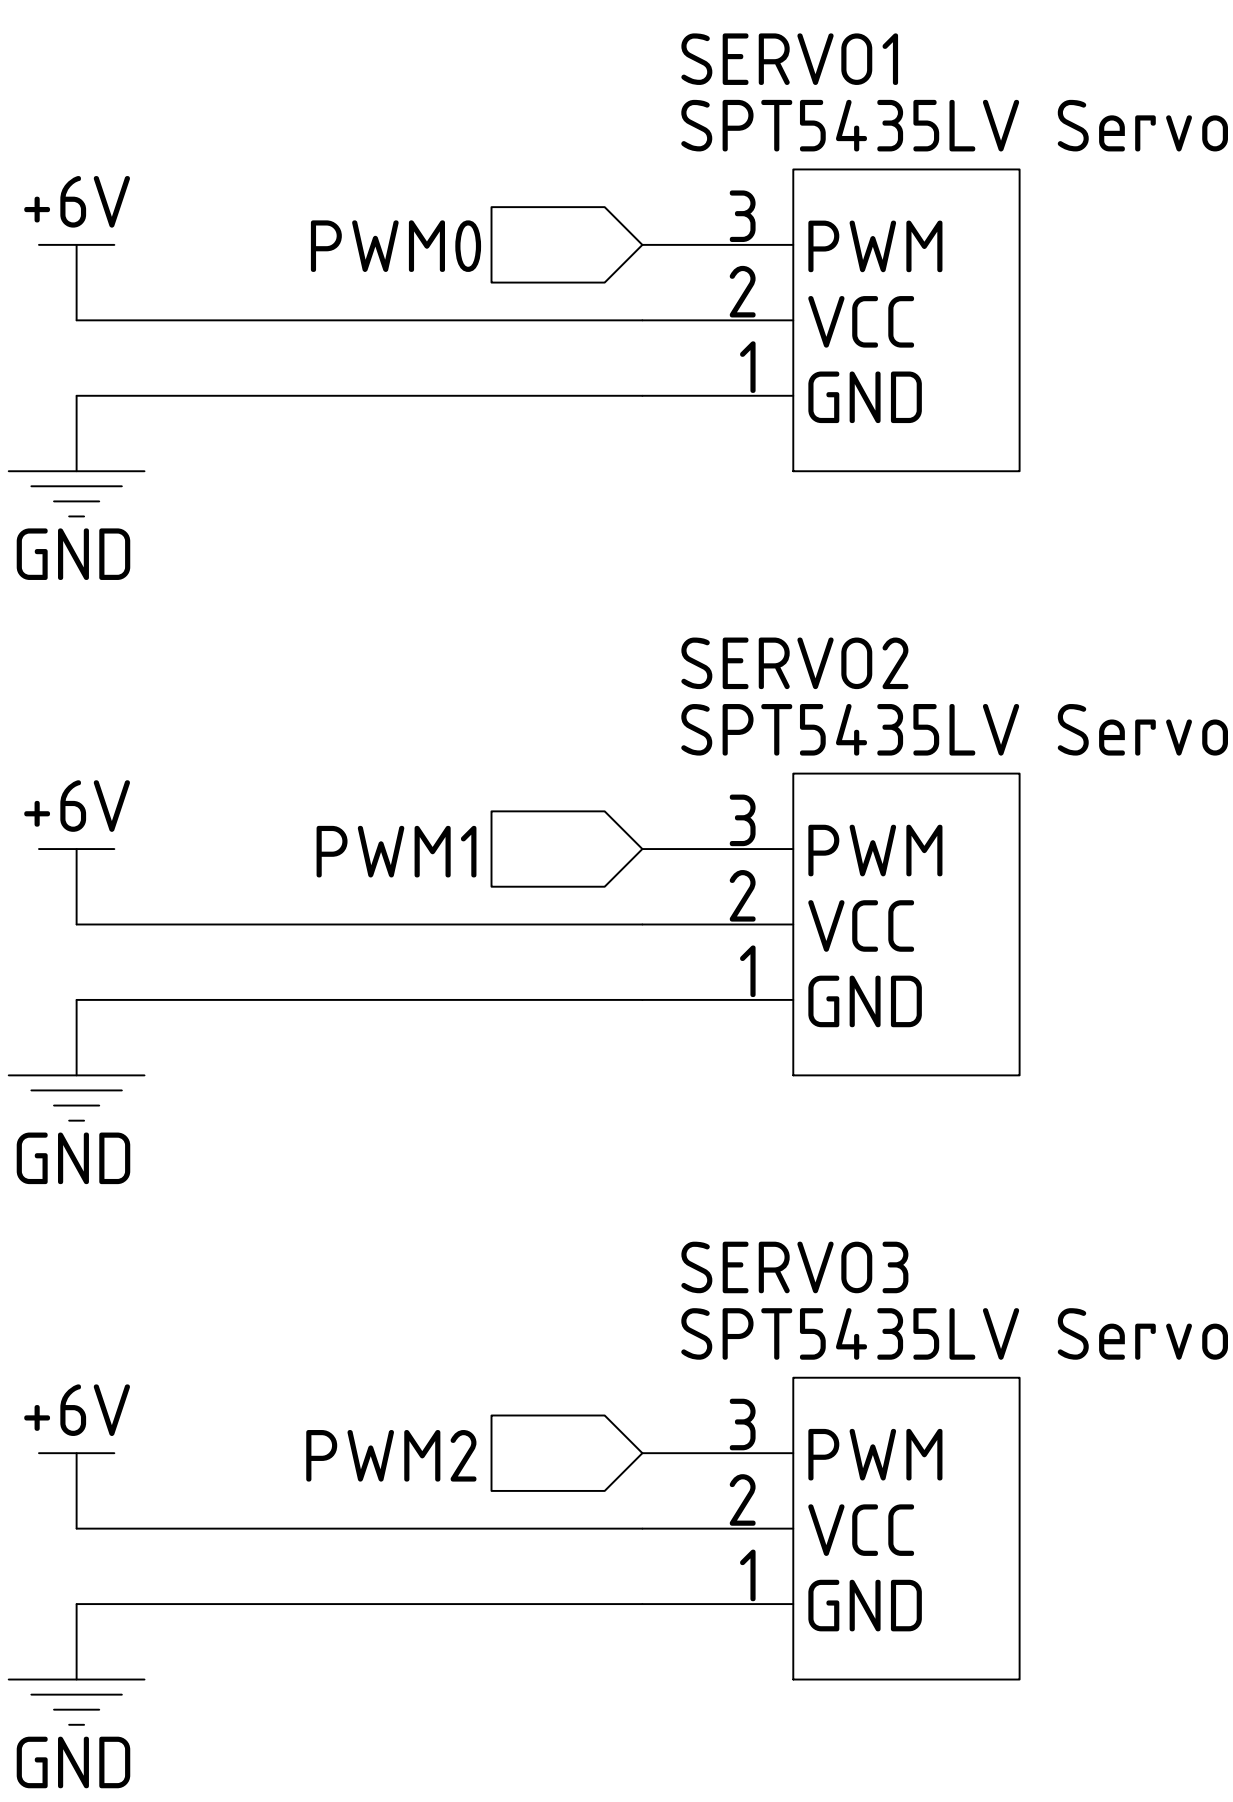 SERVO1
SPT5435LV Servo
+6V
PWM0
3
PWM
2
VCC
1
GND
GND
SERVO2
SPT5435LV Servo
+6V
PWM1
3
PWM
2
VCC
1
GND
GND
SERVO3
SPT5435LV Servo
+6V
PWM2
3
PWM
2
VCC
1
GND
GND